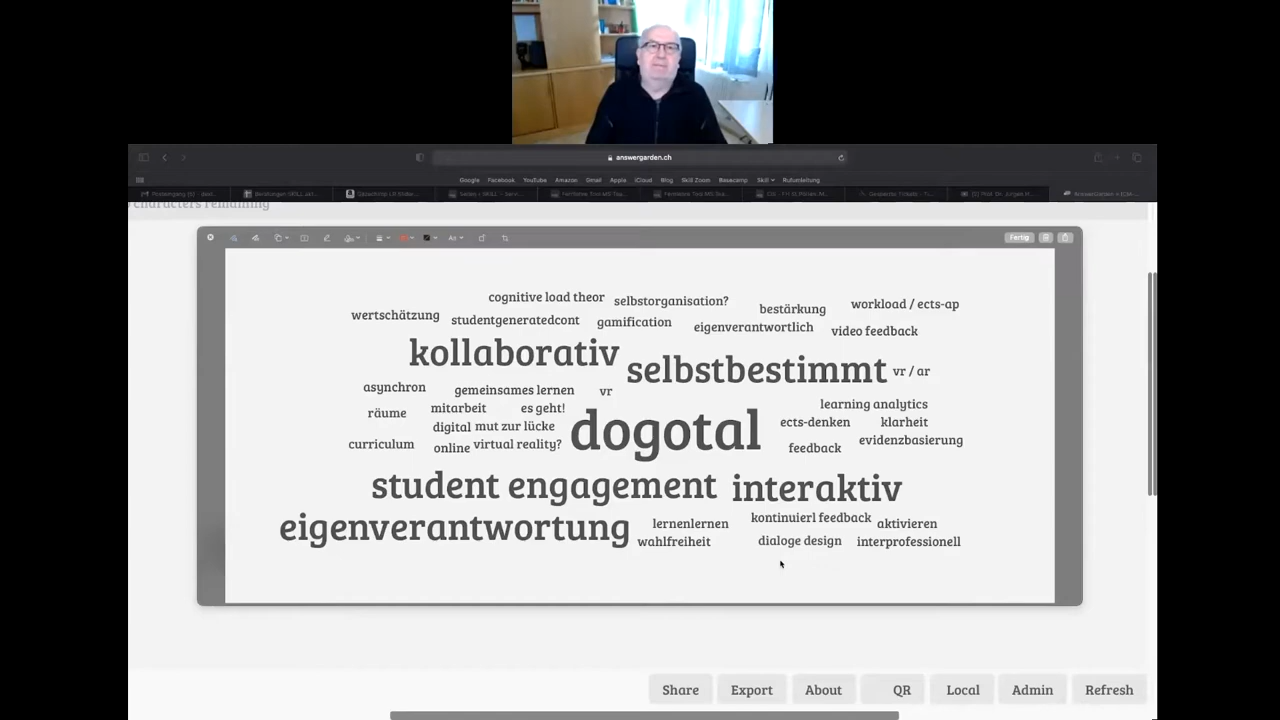 answergarden.ch
Google Facebook YouTube Amazon Gmail Apple iCloud Blog Skill Zoom Basecamp Skill Rufumleitung
characters remaining
Fertig
cognitive load theor selbstorganisation? bestärkung workload / ects-ap
wertschätzung studentgeneratedcont gamification eigenverantwortlich video feedback
kollaborativ selbstbestimmt vr / ar
asynchron gemeinsames lernen vr learning analytics
räume mitarbeit es geht! ects-denken klarheit
digital mut zur lücke dogotal evidenzbasierung
curriculum online virtual reality? feedback
student engagement interaktiv
eigenverantwortung lernenlernen kontinuierl feedback aktivieren
wahlfreiheit dialoge design interprofessionell
Share Export About QR Local Admin Refresh